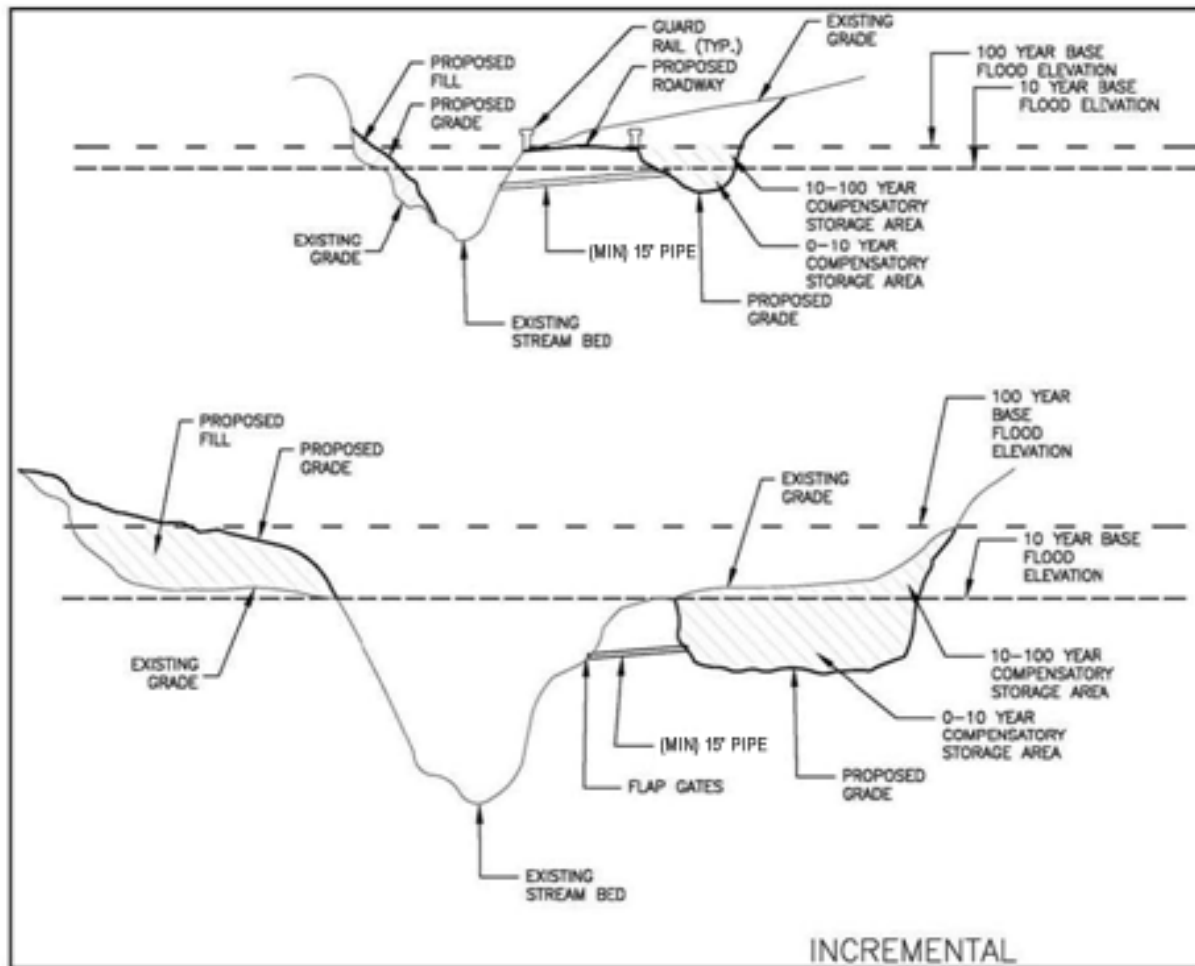 GUARD
RAIL (TYP.)
EXISTING
GRADE
PROPOSED
FILL
PROPOSED
ROADWAY
100 YEAR BASE
FLOOD ELEVATION
10 YEAR BASE
FLOOD ELEVATION
PROPOSED
GRADE
10-100 YEAR
COMPENSATORY
STORAGE AREA
EXISTING
GRADE
(MIN) 15" PIPE
0-10 YEAR
COMPENSATORY
STORAGE AREA
PROPOSED
GRADE
EXISTING
STREAM BED
100 YEAR
BASE
FLOOD
ELEVATION
PROPOSED
FILL
PROPOSED
GRADE
EXISTING
GRADE
10 YEAR BASE
FLOOD
ELEVATION
EXISTING
GRADE
10-100 YEAR
COMPENSATORY
STORAGE AREA
0-10 YEAR
COMPENSATORY
STORAGE AREA
(MIN) 15" PIPE
FLAP GATES
PROPOSED
GRADE
EXISTING
STREAM BED
INCREMENTAL